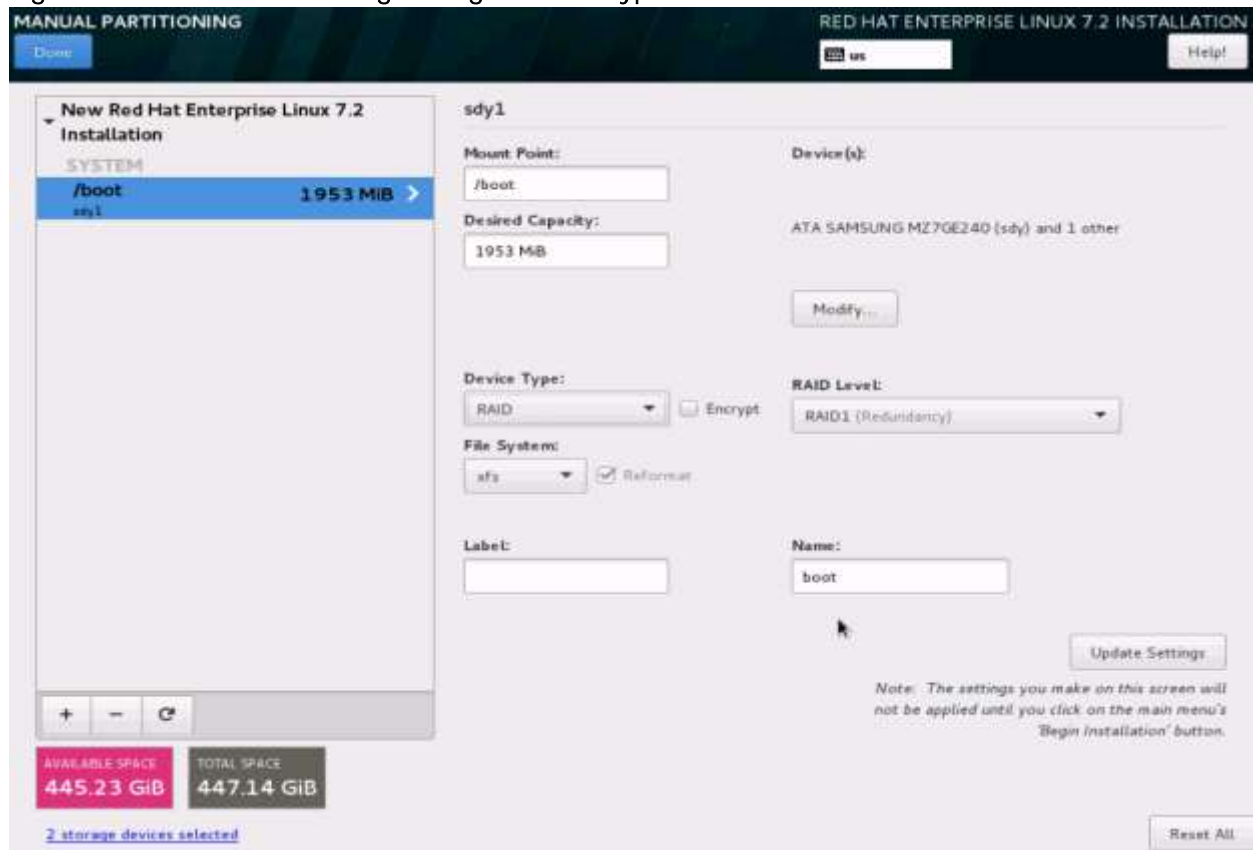 MANUAL PARTITIONING
RED HAT ENTERPRISE LINUX 7.2 INSTALLATION
Done
us
Help!
New Red Hat Enterprise Linux 7.2
Installation
SYSTEM
/boot
1953 MiB
sdy1
sdy1
Mount Point:
/boot
Device(s):
Desired Capacity:
1953 MiB
ATA SAMSUNG MZ7GE240 (sdy) and 1 other
Modify...
Device Type:
RAID
Encrypt
RAID Level:
RAID1 (Redundancy)
File System:
xfs
Reformat
Label:
Name:
boot
Update Settings
Note: The settings you make on this screen will
not be applied until you click on the main menu's
'Begin Installation' button.
+ −
AVAILABLE SPACE
445.23 GiB
TOTAL SPACE
447.14 GiB
2 storage devices selected
Reset All